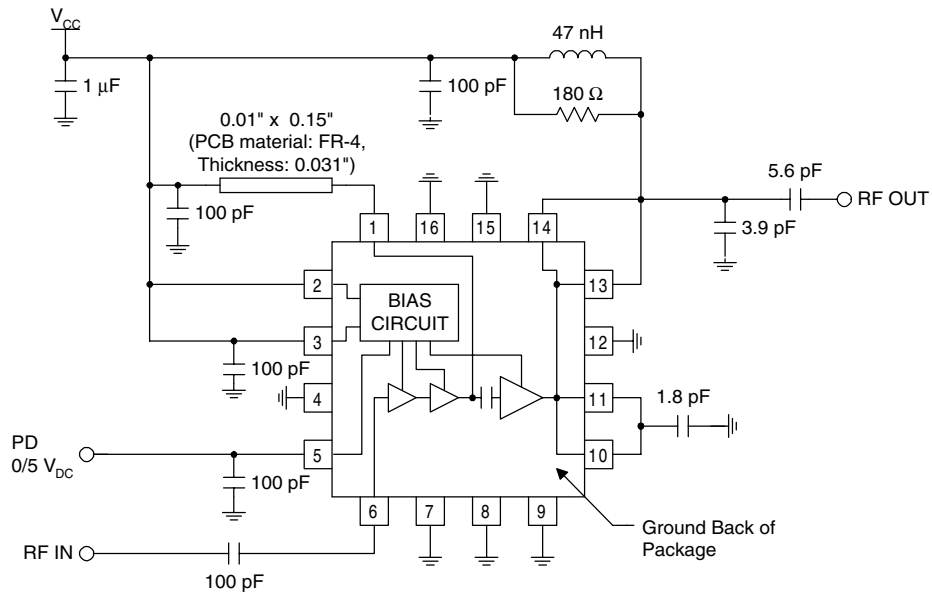 VCC
47 nH
1 μF
100 pF
180 Ω
0.01" x 0.15"
(PCB material: FR-4,
Thickness: 0.031")
5.6 pF
RF OUT
100 pF
3.9 pF
1
16
15
14
2
13
BIAS
CIRCUIT
3
12
100 pF
4
11
1.8 pF
PD
0/5 VDC
5
10
100 pF
6
7
8
9
Ground Back of
Package
RF IN
100 pF